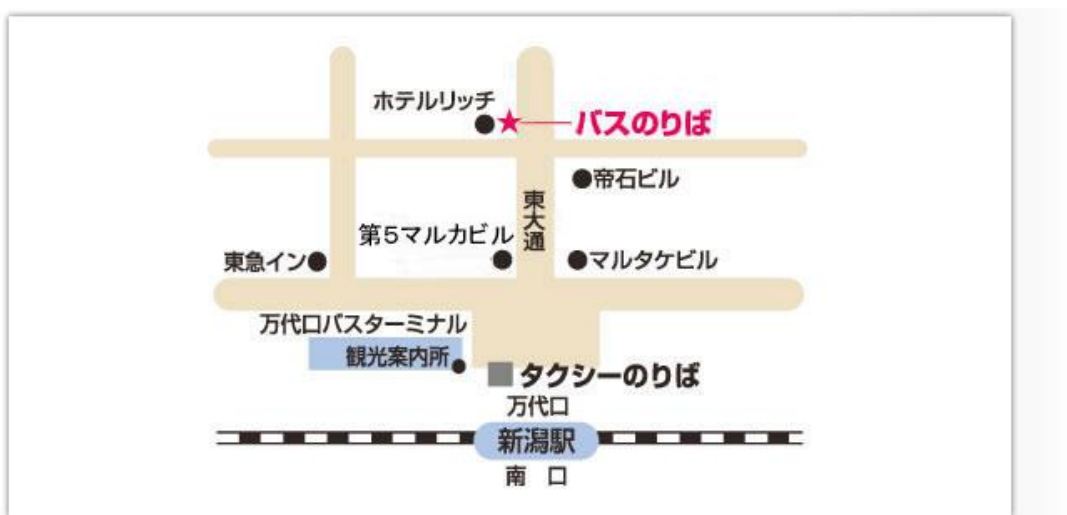 ホテルリッチ
バスのりば
帝石ビル
東大通
第5マルカビル
東急イン
マルタケビル
万代口バスターミナル
観光案内所
タクシーのりば
万代口
新潟駅
南 口